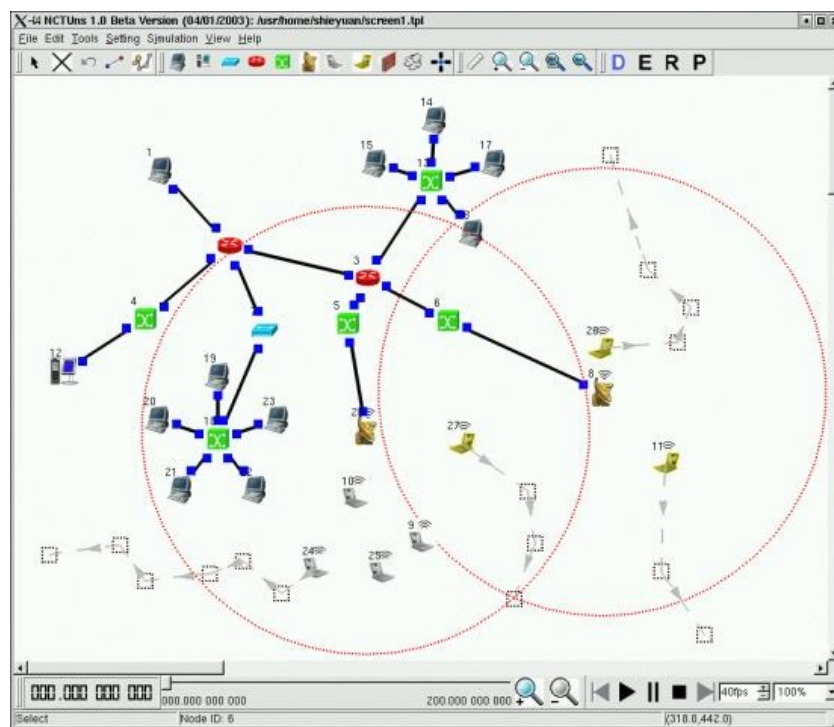 X-¤ NCTUns 1.0 Beta Version (04/01/2003): /usr/home/shieyuan/screen1.tpl
File Edit Tools Setting Simulation View Help
D E R P
14
15
17
1
13
3
4
5
6
28
12
8
19
20
23
27
11
21
10
9
24
25
000.000 000 000
000.000 000 000
200.000 000 000
40fps
100%
Select
Node ID: 6
(318.0,442.0)